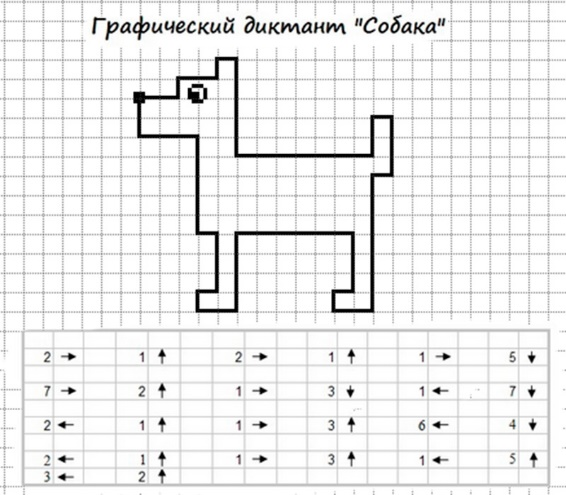 Графический диктант "Собака"
2 → 1 ↑ 2 → 1 ↑ 1 → 5 ↓
7 → 2 ↑ 1 → 3 ↓ 1 ← 7 ↓
2 ← 1 ↑ 1 → 3 ↑ 6 ← 4 ↓
2 ← 1 ↑ 1 → 3 ↑ 1 ← 5 ↑
3 ← 2 ↑